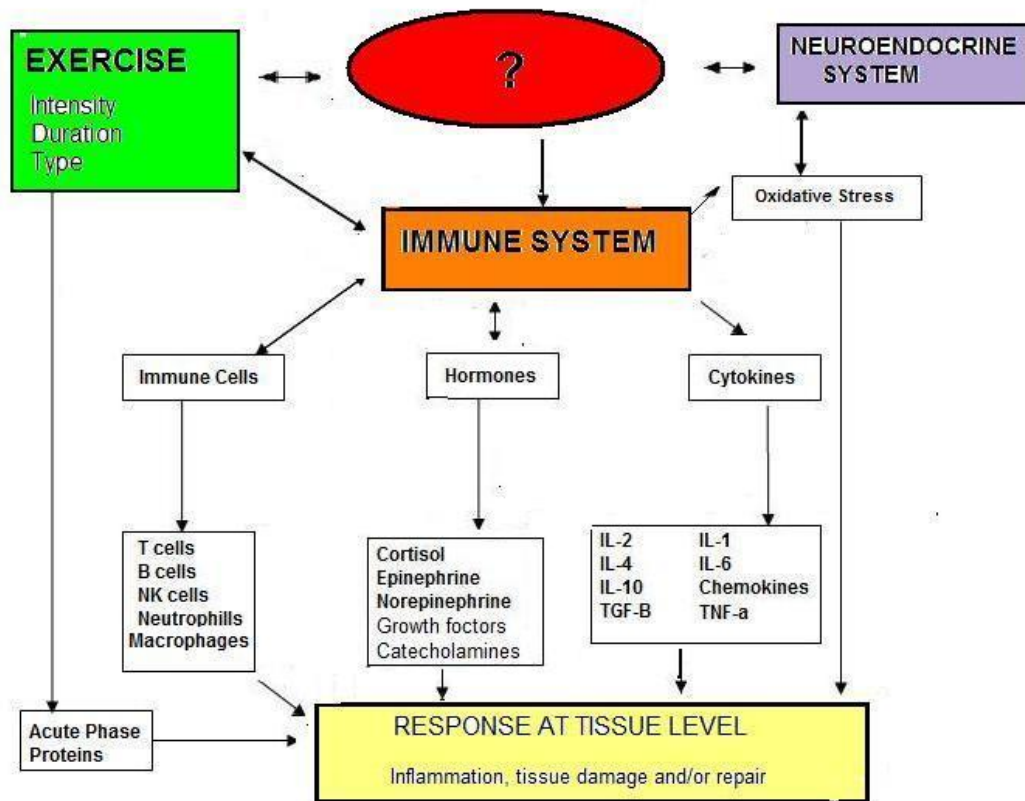 EXERCISE
Intensity
Duration
Type
?
NEUROENDOCRINE
SYSTEM
Oxidative Stress
IMMUNE SYSTEM
Immune Cells
Hormones
Cytokines
T cells
B cells
NK cells
Neutrophills
Macrophages
Cortisol
Epinephrine
Norepinephrine
Growth foctors
Catecholamines
IL-2 IL-1
IL-4 IL-6
IL-10 Chemokines
TGF-B TNF-a
Acute Phase
Proteins
RESPONSE AT TISSUE LEVEL
Inflammation, tissue damage and/or repair